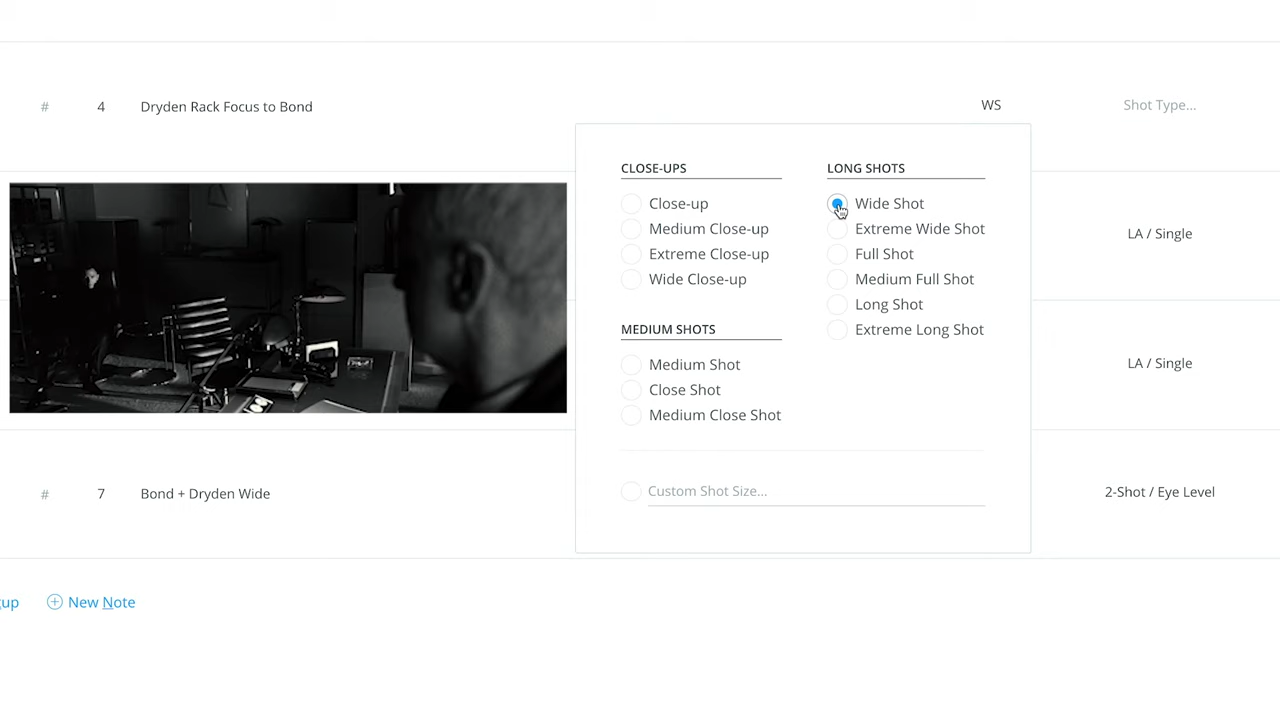 # 4 Dryden Rack Focus to Bond WS Shot Type...
CLOSE-UPS
Close-up
Medium Close-up
Extreme Close-up
Wide Close-up
MEDIUM SHOTS
Medium Shot
Close Shot
Medium Close Shot
LONG SHOTS
Wide Shot
Extreme Wide Shot
Full Shot
Medium Full Shot
Long Shot
Extreme Long Shot
Custom Shot Size...
LA / Single
LA / Single
# 7 Bond + Dryden Wide 2-Shot / Eye Level
New Note